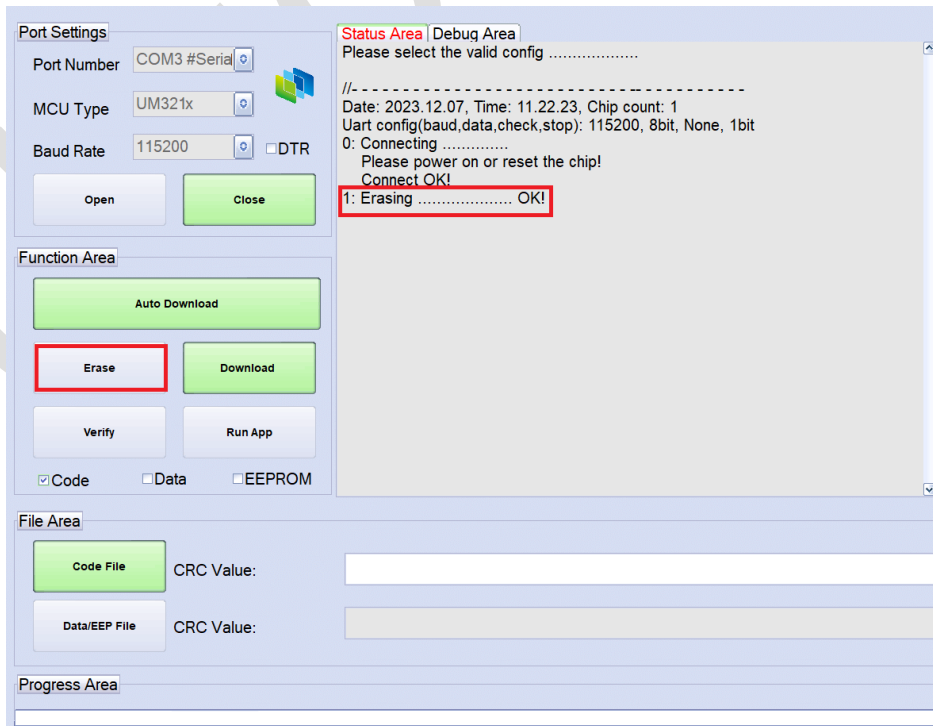 Port Settings
Port Number COM3 #Serial
MCU Type UM321x
Baud Rate 115200 DTR
Open Close
Function Area
Auto Download
Erase Download
Verify Run App
Code Data EEPROM
Status Area Debug Area
Please select the valid config ...................
//- - - - - - - - - - - - - - - - - - - - - - - - - - -- - - - - - - - - - - -
Date: 2023.12.07, Time: 11.22.23, Chip count: 1
Uart config(baud,data,check,stop): 115200, 8bit, None, 1bit
0: Connecting ..............
Please power on or reset the chip!
Connect OK!
1: Erasing .................... OK!
File Area
Code File CRC Value:
Data/EEP File CRC Value:
Progress Area